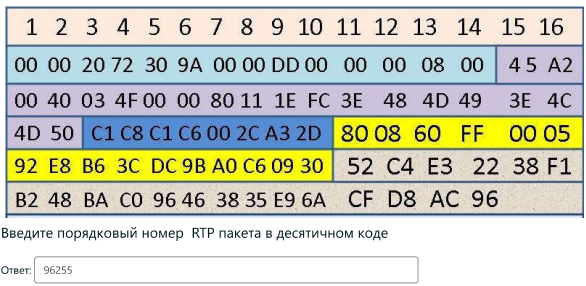 1 2 3 4 5 6 7 8 9 10 11 12 13 14 15 16
00 00 20 72 30 9A 00 00 DD 00 00 00 08 00 45 A2
00 40 03 4F 00 00 80 11 1E FC 3E 48 4D 49 3E 4C
4D 50 C1 C8 C1 C6 00 2C A3 2D 80 08 60 FF 00 05
92 E8 B6 3C DC 9B A0 C6 09 30 52 C4 E3 22 38 F1
B2 48 BA C0 96 46 38 35 E9 6A CF D8 AC 96
Введите порядковый номер RTP пакета в десятичном коде
Ответ: 96255